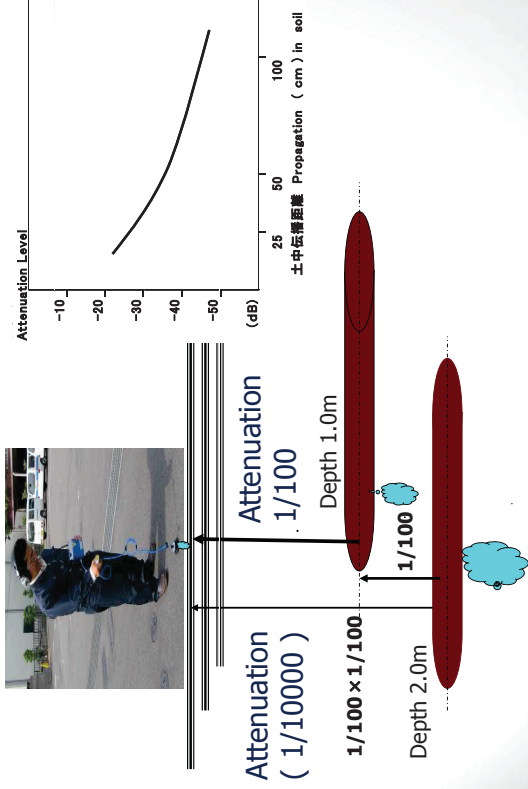 Attenuation
( 1/10000 )
1/100×1/100
Depth 2.0m
1/100
Attenuation
1/100
Depth 1.0m
Attenuation Level
-10
-20
-30
-40
-50
(dB)
25
50
100
土中伝播距離 Propagation ( cm ) in soil